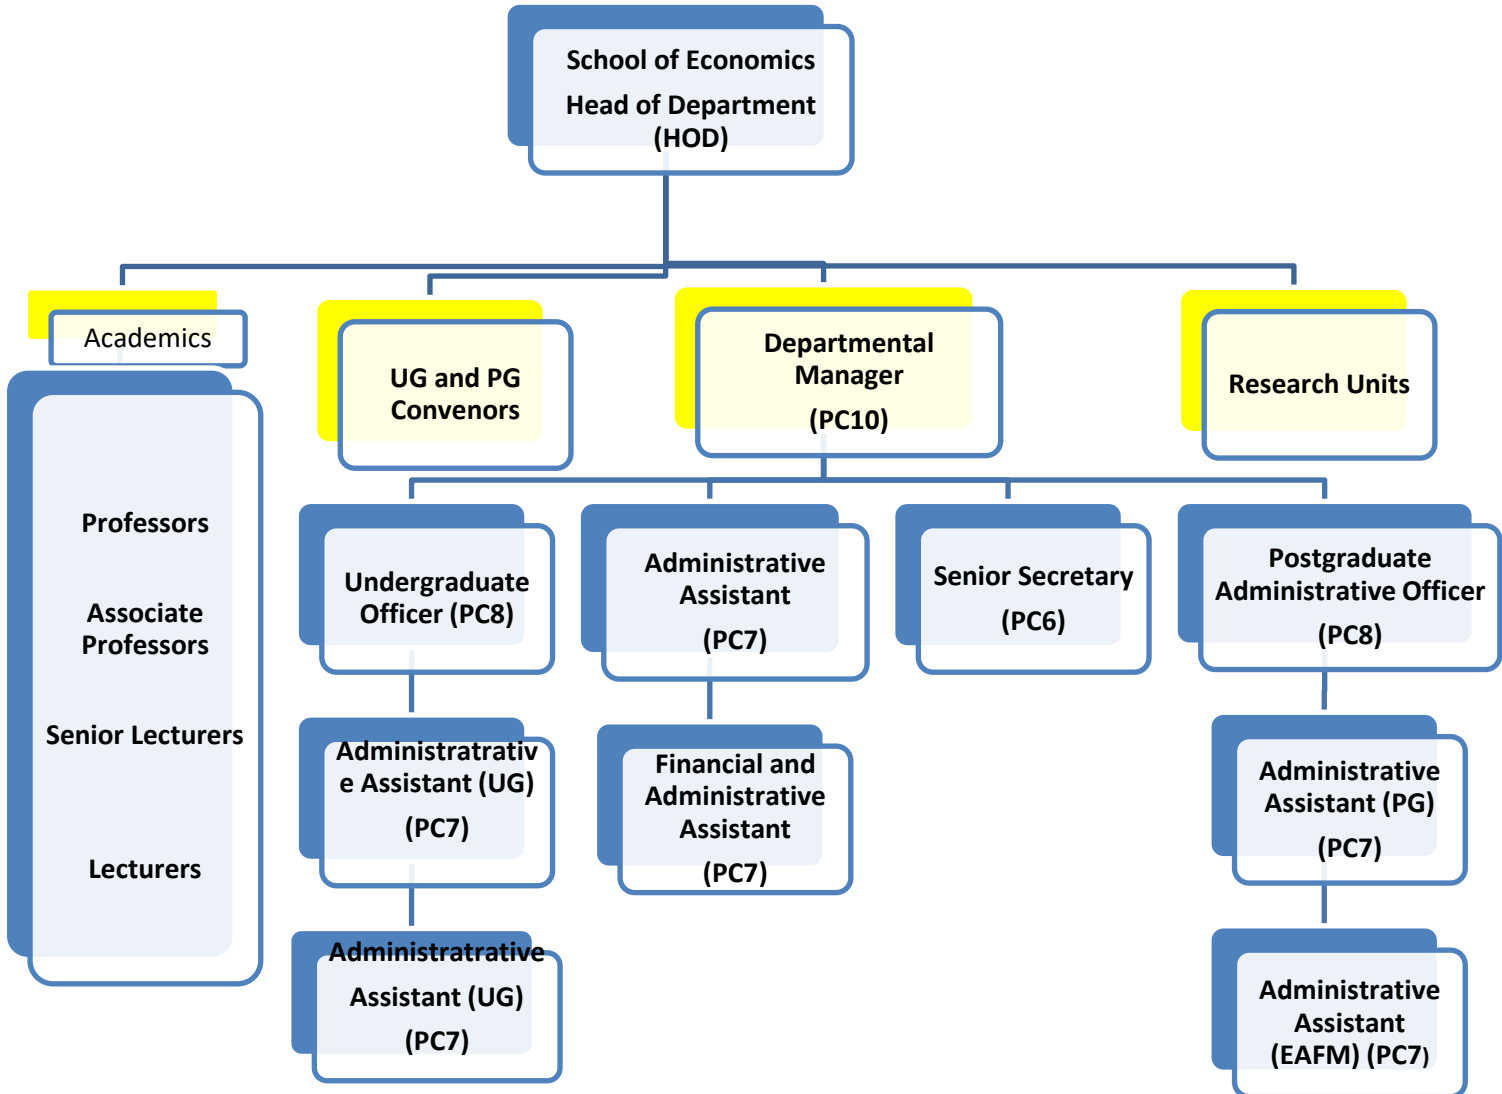 School of Economics
Head of Department
(HOD)
Academics
UG and PG
Convenors
Departmental
Manager
(PC10)
Research Units
Professors
Associate
Professors
Senior Lecturers
Lecturers
Undergraduate
Officer (PC8)
Administrative
Assistant
(PC7)
Senior Secretary
(PC6)
Postgraduate
Administrative Officer
(PC8)
Administratrativ
e Assistant (UG)
(PC7)
Financial and
Administrative
Assistant
(PC7)
Administrative
Assistant (PG)
(PC7)
Administratrative
Assistant (UG)
(PC7)
Administrative
Assistant
(EAFM) (PC7)